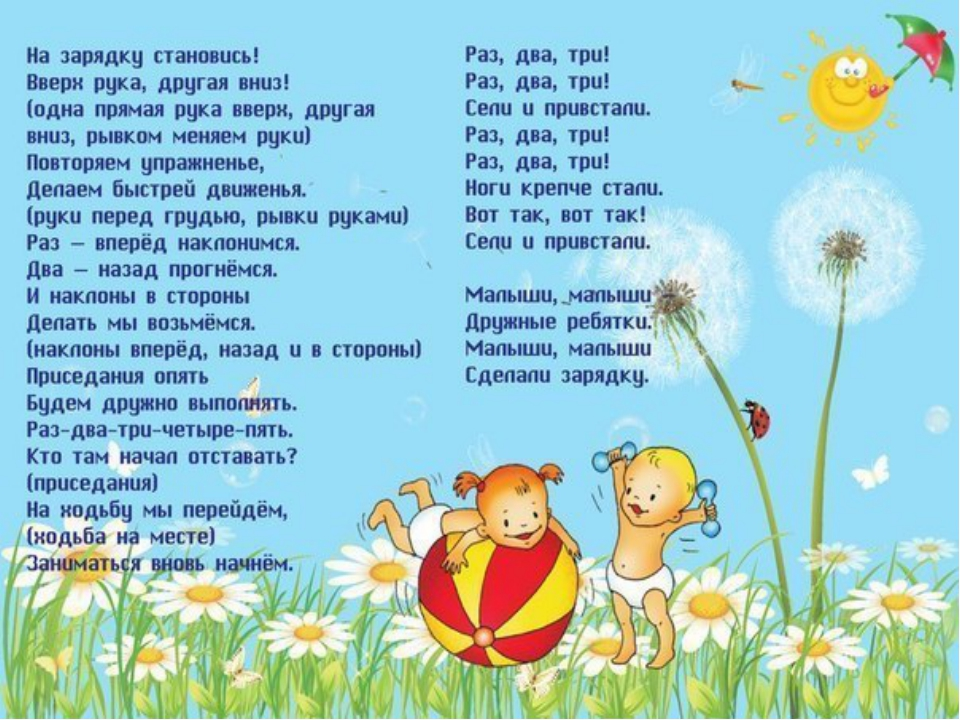 На зарядку становись!
Вверх рука, другая вниз!
(одна прямая рука вверх, другая
вниз, рывком меняем руки)
Повторяем упражненье,
Делаем быстрей движенья.
(руки перед грудью, рывки руками)
Раз – вперёд наклонимся.
Два – назад прогнёмся.
И наклоны в стороны
Делать мы возьмёмся.
(наклоны вперёд, назад и в стороны)
Приседания опять
Будем дружно выполнять.
Раз-два-три-четыре-пять.
Кто там начал отставать?
(приседания)
На ходьбу мы перейдём,
(ходьба на месте)
Заниматься вновь начнём.
Раз, два, три!
Раз, два, три!
Сели и привстали.
Раз, два, три!
Раз, два, три!
Ноги крепче стали.
Вот так, вот так!
Сели и привстали.

Малыши, малыши
Дружные ребятки.
Малыши, малыши
Сделали зарядку.